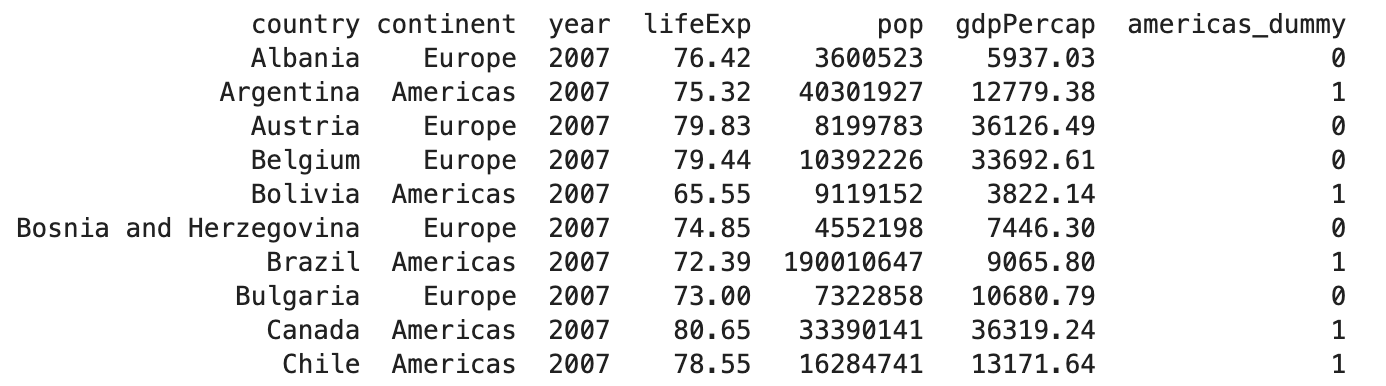 country continent year lifeExp pop gdpPercap americas_dummy
Albania Europe 2007 76.42 3600523 5937.03 0
Argentina Americas 2007 75.32 40301927 12779.38 1
Austria Europe 2007 79.83 8199783 36126.49 0
Belgium Europe 2007 79.44 10392226 33692.61 0
Bolivia Americas 2007 65.55 9119152 3822.14 1
Bosnia and Herzegovina Europe 2007 74.85 4552198 7446.30 0
Brazil Americas 2007 72.39 190010647 9065.80 1
Bulgaria Europe 2007 73.00 7322858 10680.79 0
Canada Americas 2007 80.65 33390141 36319.24 1
Chile Americas 2007 78.55 16284741 13171.64 1